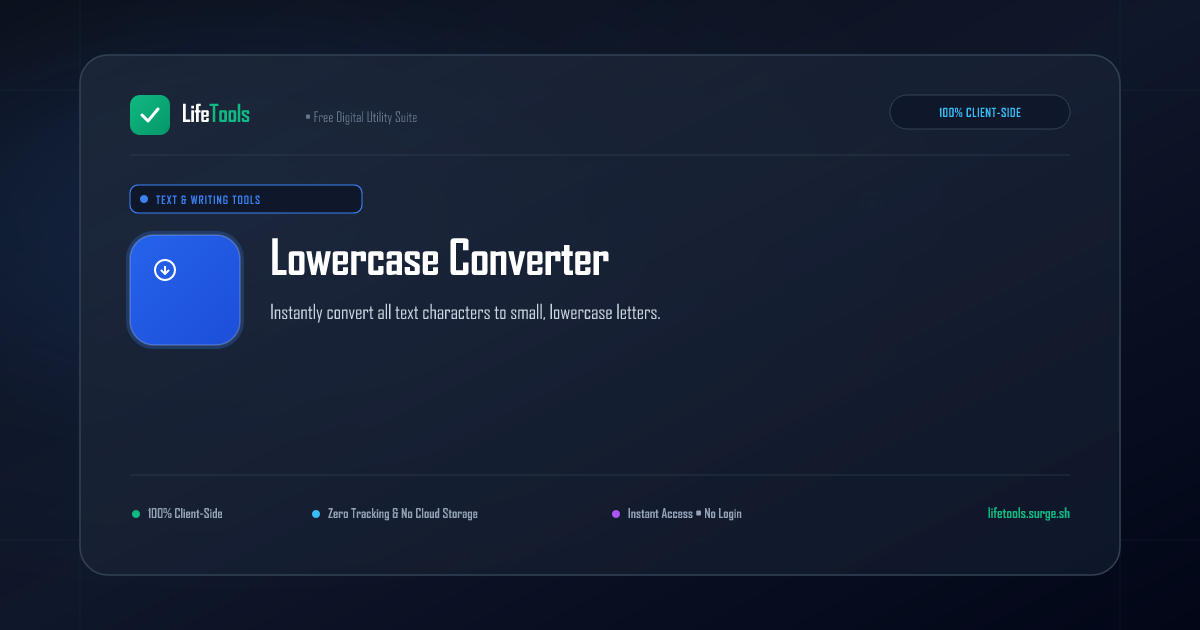 LifeTools
▪ Free Digital Utility Suite
100% CLIENT-SIDE
TEXT & WRITING TOOLS
Lowercase Converter
Instantly convert all text characters to small, lowercase letters.
100% Client-Side
Zero Tracking & No Cloud Storage
Instant Access ▪ No Login
lifetools.surge.sh